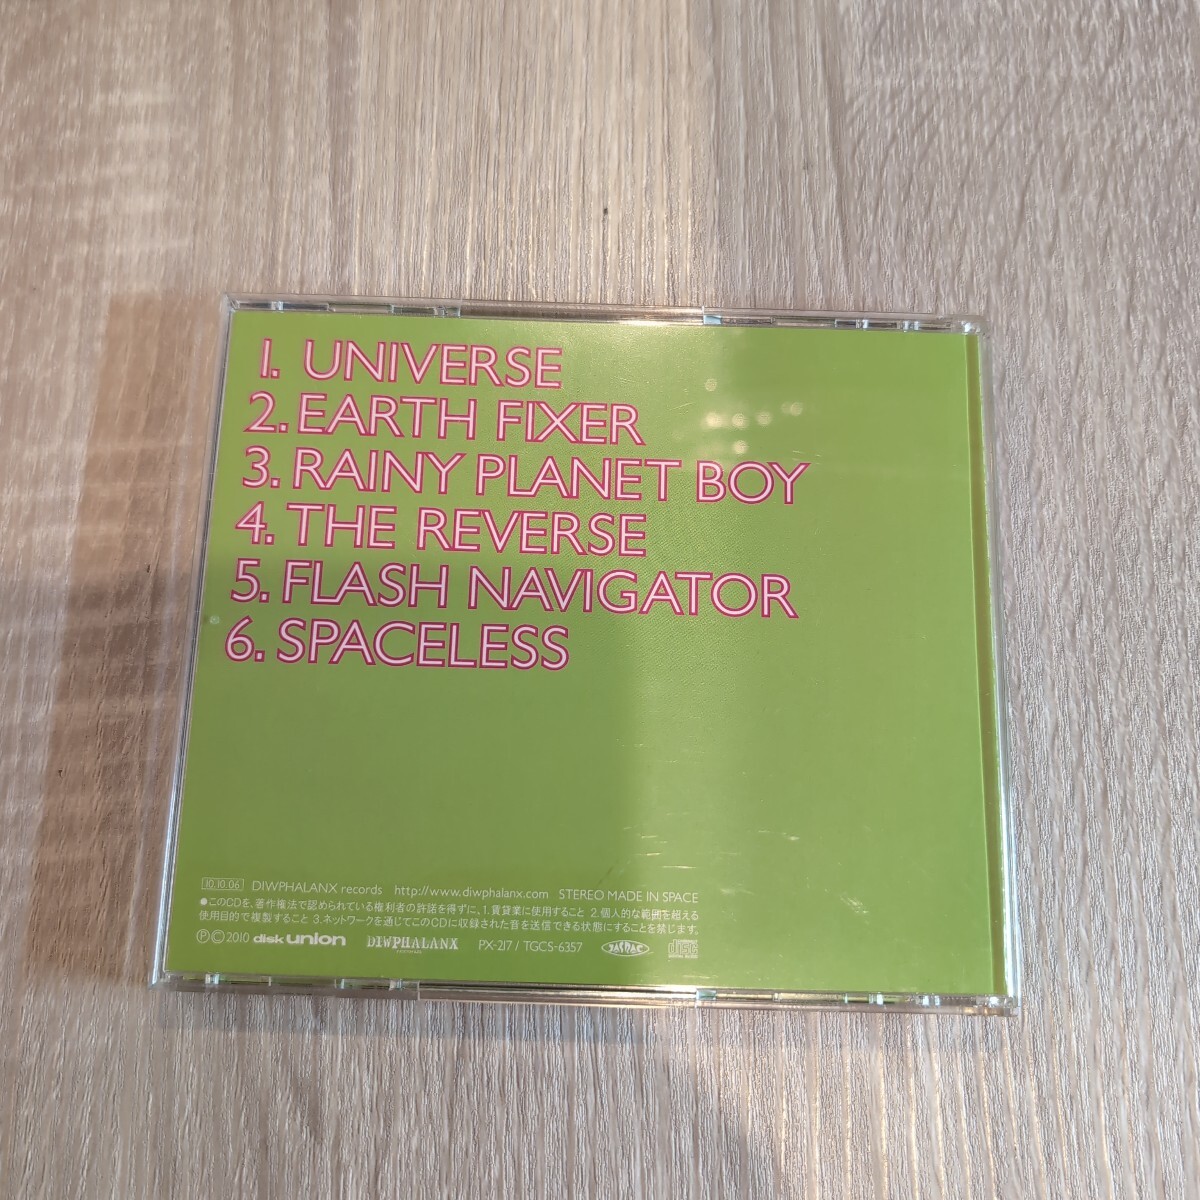 1. UNIVERSE
2. EARTH FIXER
3. RAINY PLANET BOY
4. THE REVERSE
5. FLASH NAVIGATOR
6. SPACELESS
10.10.06 DIWPHALANX records http://www.diwphalanx.com STEREO MADE IN SPACE
●このCDを、著作権法で認められている権利者の許諾を得ずに、1.賃貸業に使用すること 2.個人的な範囲を超える
使用目的で複製すること 3.ネットワークを通じてこのCDに収録された音を送信できる状態にすることを禁じます。
Ⓟ©2010 disk union DIWPHALANX PX-217 / TGCS-6357 JASRAC disc